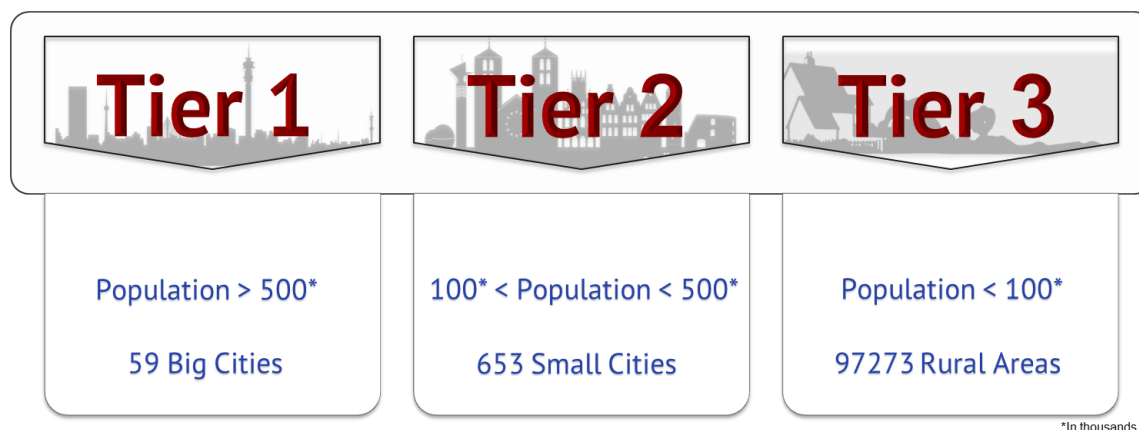 Tier 1
Tier 2
Tier 3
Population > 500*
59 Big Cities
100* < Population < 500*
653 Small Cities
Population < 100*
97273 Rural Areas
*In thousands